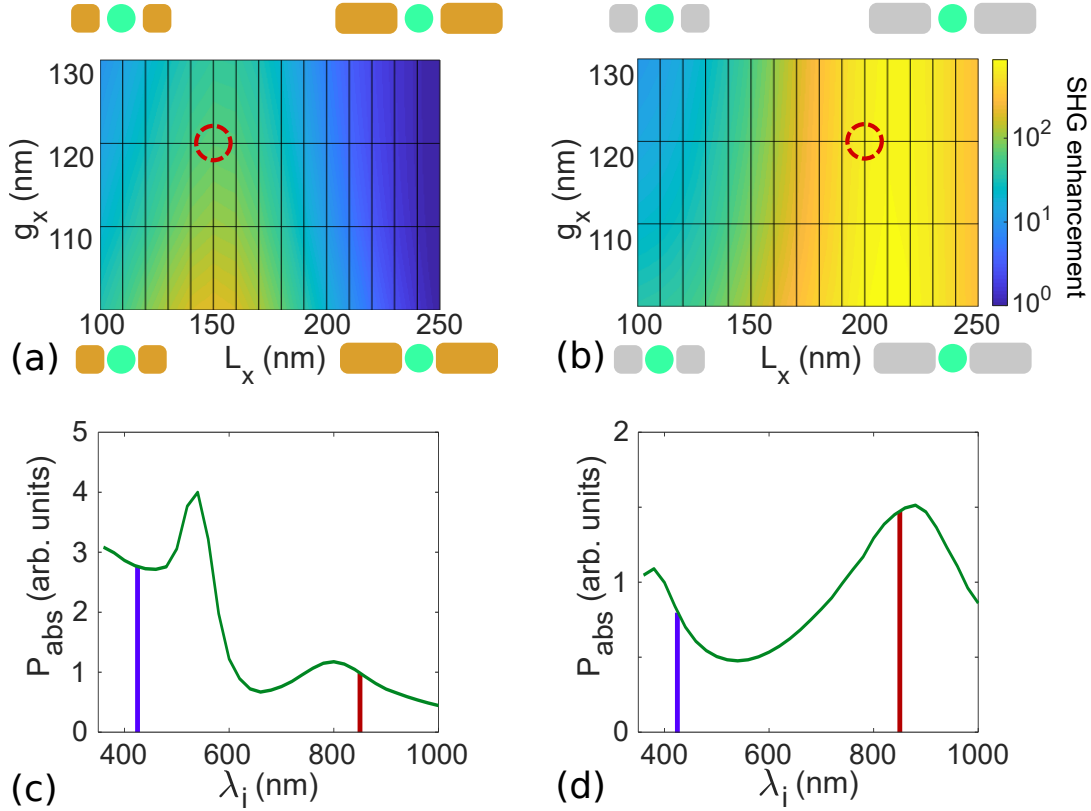 130
120
110
g_x (nm)
100 150 200 250
(a) L_x (nm)
130
120
110
g_x (nm)
100 150 200 250
(b) L_x (nm)
10^2
10^1
10^0
SHG enhancement
5
4
3
2
1
0
P_abs (arb. units)
400 600 800 1000
(c) λ_i (nm)
2
1
0
P_abs (arb. units)
400 600 800 1000
(d) λ_i (nm)